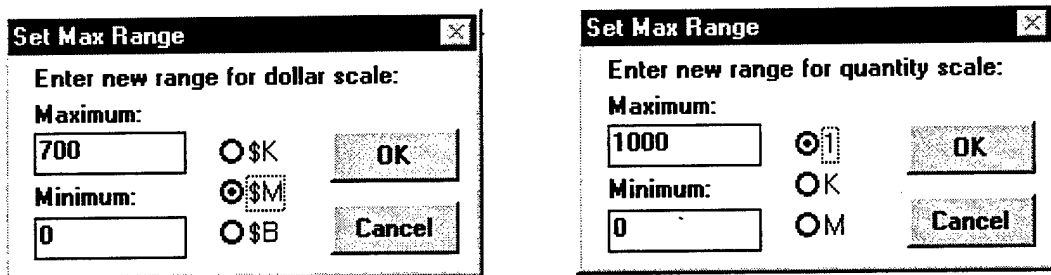 Set Max Range
Enter new range for dollar scale:
Maximum:
700
$K
OK
$M
Minimum:
0
$B
Cancel
Set Max Range
Enter new range for quantity scale:
Maximum:
1000
1
OK
K
Minimum:
0
M
Cancel